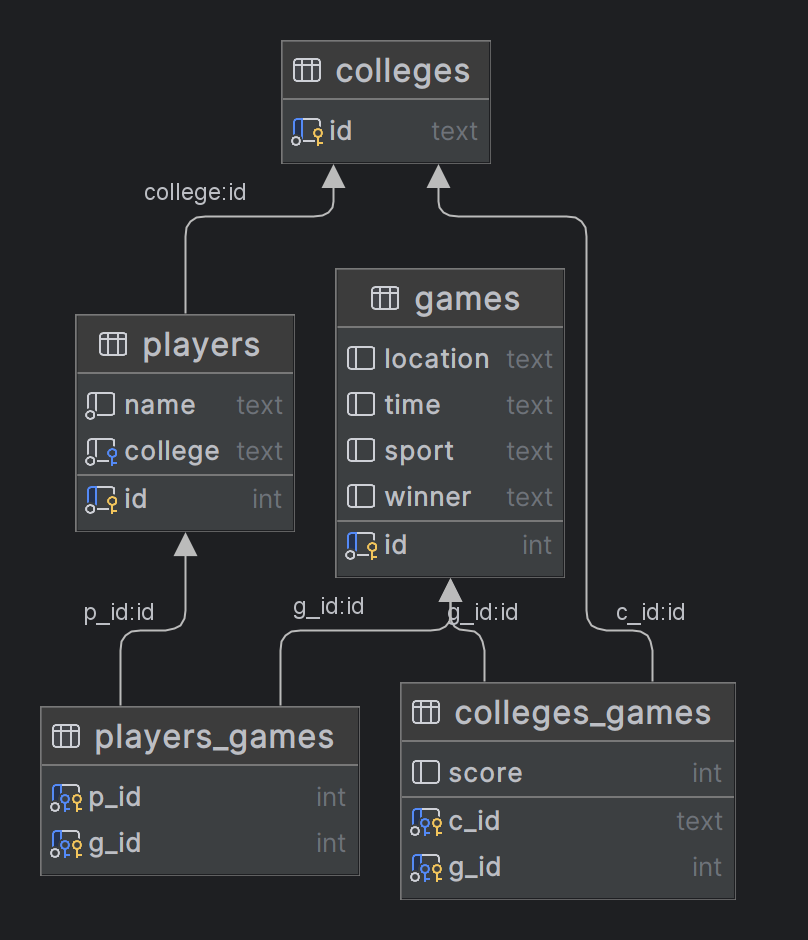 colleges
id text
college:id
games
location text
time text
sport text
winner text
id int
players
name text
college text
id int
p_id:id
g_id:id
g_id:id
c_id:id
players_games
p_id int
g_id int
colleges_games
score int
c_id text
g_id int